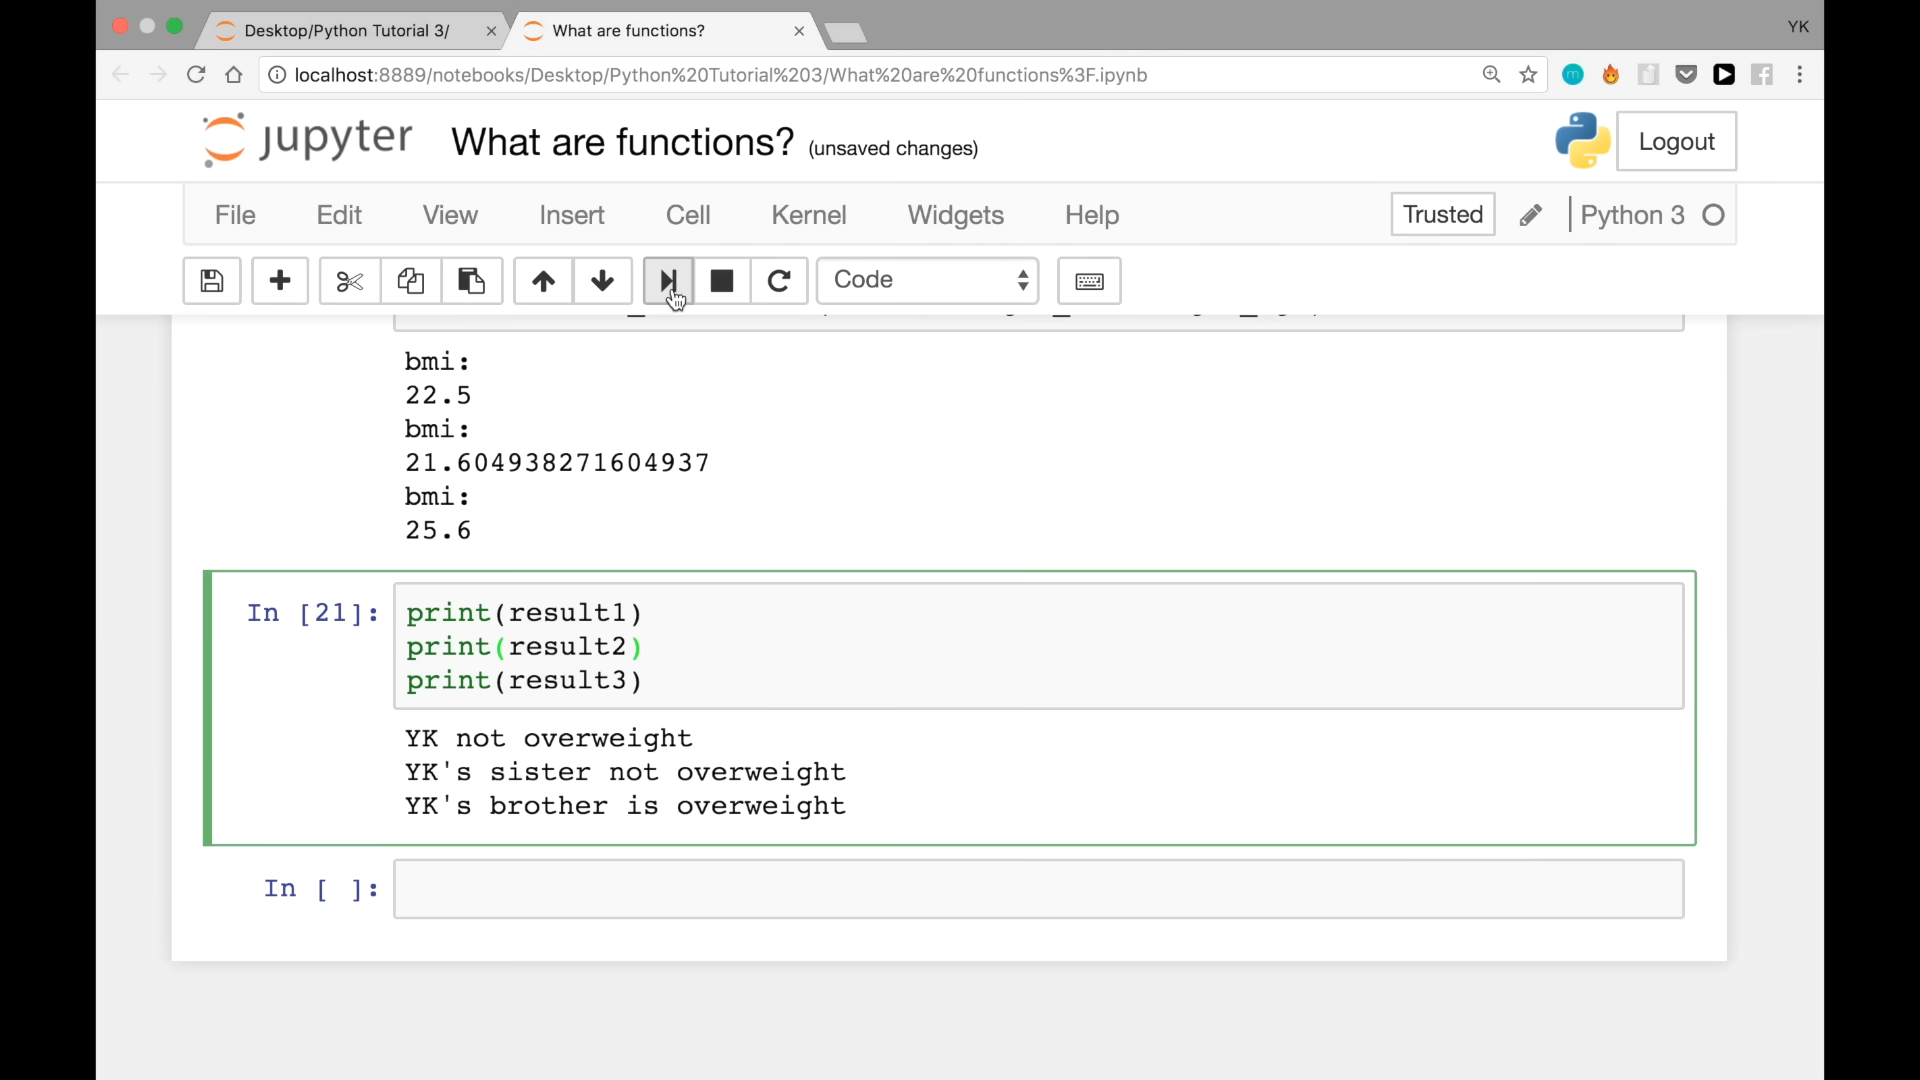 Desktop/Python Tutorial 3/
What are functions?
YK
localhost:8889/notebooks/Desktop/Python%20Tutorial%203/What%20are%20functions%3F.ipynb
jupyter What are functions? (unsaved changes)
Logout
File Edit View Insert Cell Kernel Widgets Help
Trusted
Python 3
Code
bmi:
22.5
bmi:
21.604938271604937
bmi:
25.6
In [21]:
print(result1)
print(result2)
print(result3)
YK not overweight
YK's sister not overweight
YK's brother is overweight
In [ ]: